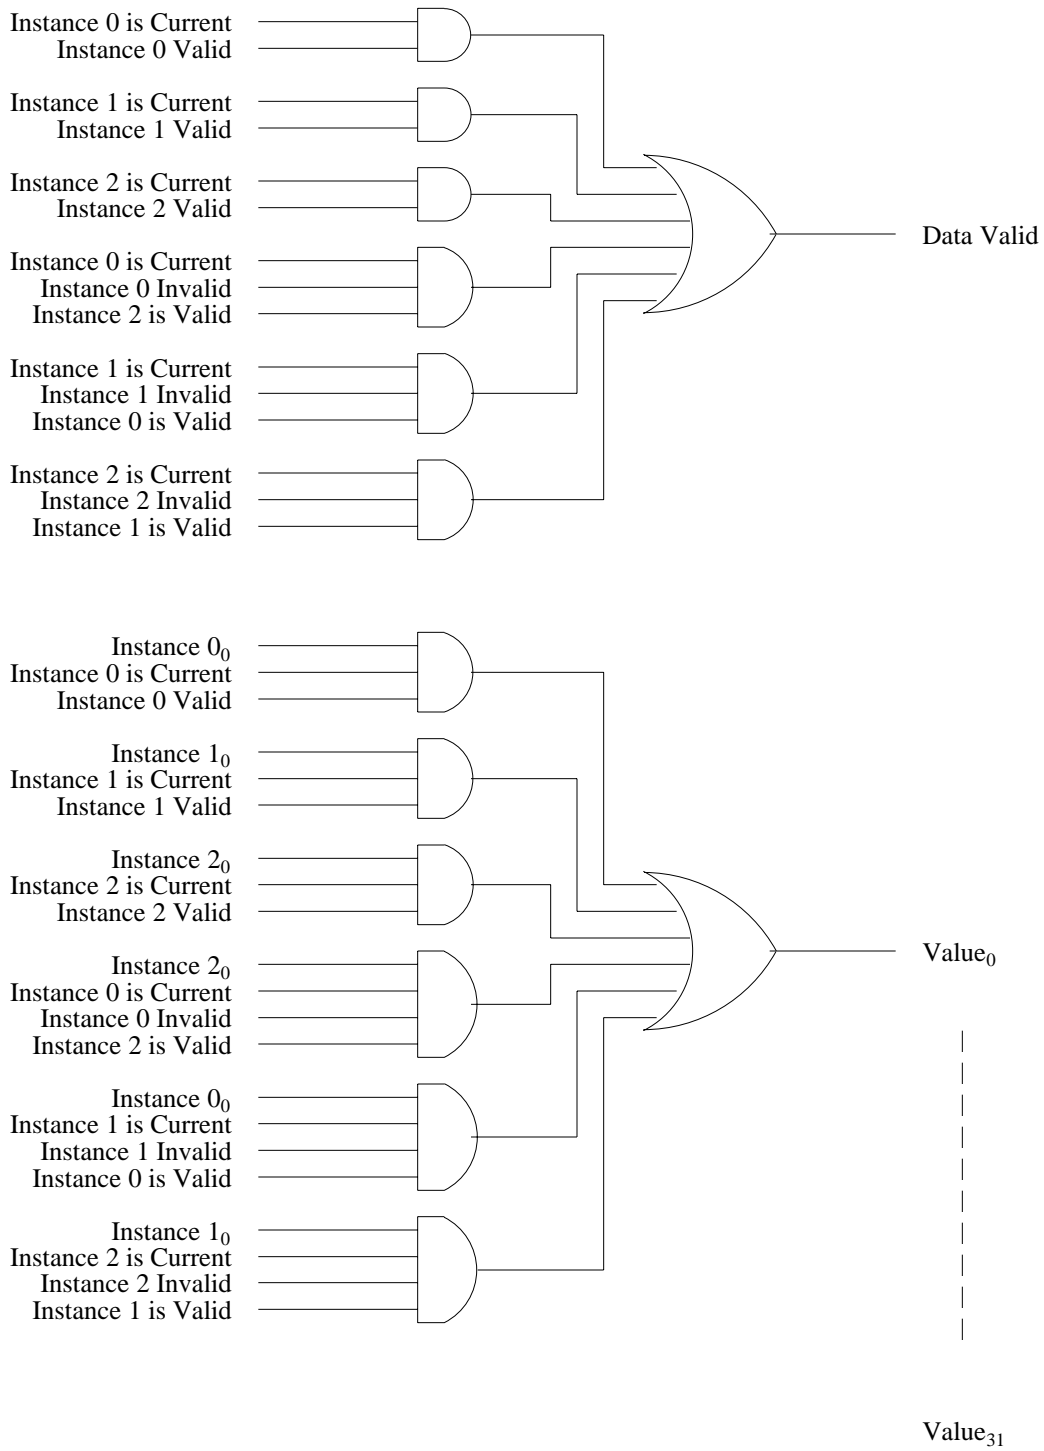 Instance 0 is Current
Instance 0 Valid
Instance 1 is Current
Instance 1 Valid
Instance 2 is Current
Instance 2 Valid
Instance 0 is Current
Instance 0 Invalid
Instance 2 is Valid
Instance 1 is Current
Instance 1 Invalid
Instance 0 is Valid
Instance 2 is Current
Instance 2 Invalid
Instance 1 is Valid
Data Valid
Instance 0₀
Instance 0 is Current
Instance 0 Valid
Instance 1₀
Instance 1 is Current
Instance 1 Valid
Instance 2₀
Instance 2 is Current
Instance 2 Valid
Instance 2₀
Instance 0 is Current
Instance 0 Invalid
Instance 2 is Valid
Instance 0₀
Instance 1 is Current
Instance 1 Invalid
Instance 0 is Valid
Instance 1₀
Instance 2 is Current
Instance 2 Invalid
Instance 1 is Valid
Value₀
Value₃₁